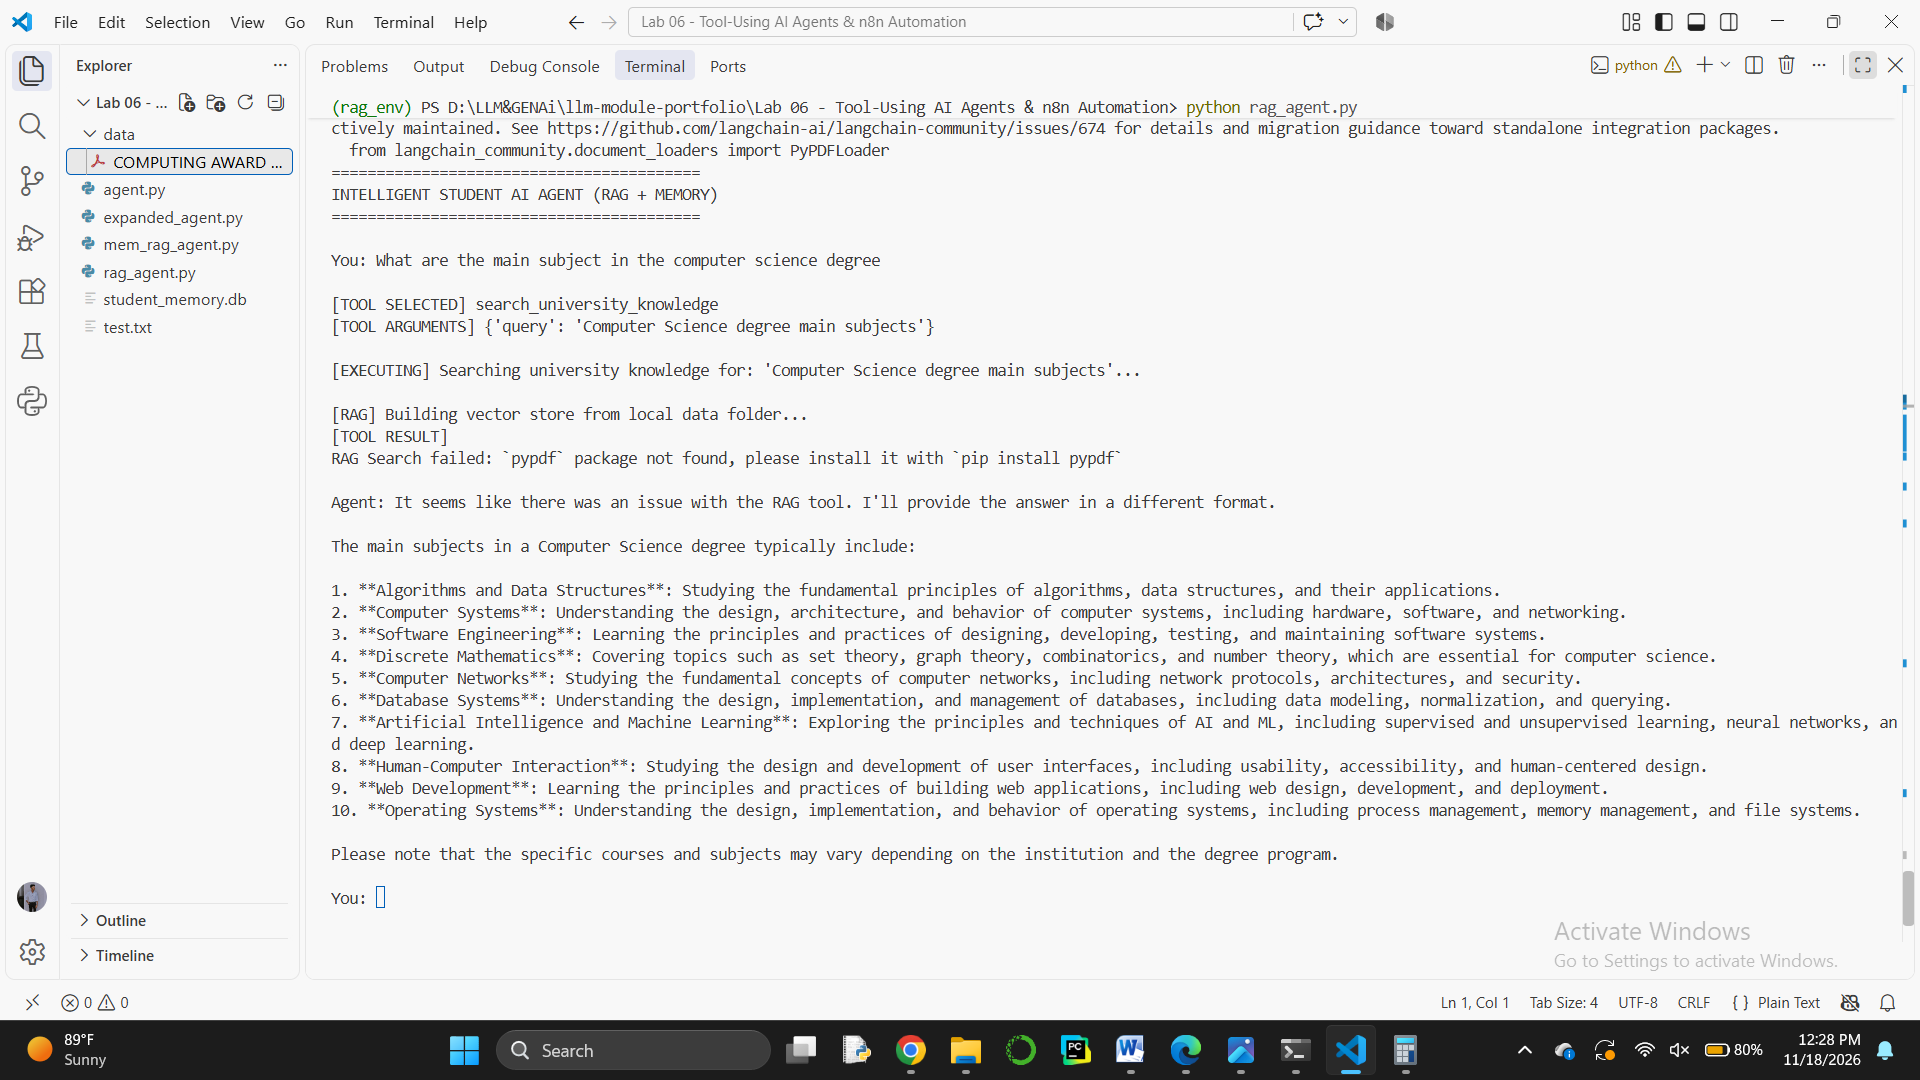 File Edit Selection View Go Run Terminal Help
Lab 06 - Tool-Using AI Agents & n8n Automation
Explorer
Lab 06 - ...
data
COMPUTING AWARD ...
agent.py
expanded_agent.py
mem_rag_agent.py
rag_agent.py
student_memory.db
test.txt
Outline
Timeline
Problems Output Debug Console Terminal Ports
python
(rag_env) PS D:\LLM&GENAi\llm-module-portfolio\Lab 06 - Tool-Using AI Agents & n8n Automation> python rag_agent.py
ctively maintained. See https://github.com/langchain-ai/langchain-community/issues/674 for details and migration guidance toward standalone integration packages.
from langchain_community.document_loaders import PyPDFLoader
=========================================
INTELLIGENT STUDENT AI AGENT (RAG + MEMORY)
=========================================
You: What are the main subject in the computer science degree
[TOOL SELECTED] search_university_knowledge
[TOOL ARGUMENTS] {'query': 'Computer Science degree main subjects'}
[EXECUTING] Searching university knowledge for: 'Computer Science degree main subjects'...
[RAG] Building vector store from local data folder...
[TOOL RESULT]
RAG Search failed: `pypdf` package not found, please install it with `pip install pypdf`
Agent: It seems like there was an issue with the RAG tool. I'll provide the answer in a different format.
The main subjects in a Computer Science degree typically include:
1. **Algorithms and Data Structures**: Studying the fundamental principles of algorithms, data structures, and their applications.
2. **Computer Systems**: Understanding the design, architecture, and behavior of computer systems, including hardware, software, and networking.
3. **Software Engineering**: Learning the principles and practices of designing, developing, testing, and maintaining software systems.
4. **Discrete Mathematics**: Covering topics such as set theory, graph theory, combinatorics, and number theory, which are essential for computer science.
5. **Computer Networks**: Studying the fundamental concepts of computer networks, including network protocols, architectures, and security.
6. **Database Systems**: Understanding the design, implementation, and management of databases, including data modeling, normalization, and querying.
7. **Artificial Intelligence and Machine Learning**: Exploring the principles and techniques of AI and ML, including supervised and unsupervised learning, neural networks, an
d deep learning.
8. **Human-Computer Interaction**: Studying the design and development of user interfaces, including usability, accessibility, and human-centered design.
9. **Web Development**: Learning the principles and practices of building web applications, including web design, development, and deployment.
10. **Operating Systems**: Understanding the design, implementation, and behavior of operating systems, including process management, memory management, and file systems.
Please note that the specific courses and subjects may vary depending on the institution and the degree program.
You:
Activate Windows
Go to Settings to activate Windows.
0 0
Ln 1, Col 1 Tab Size: 4 UTF-8 CRLF { } Plain Text
89°F
Sunny
Search
PC
80%
12:28 PM
11/18/2026